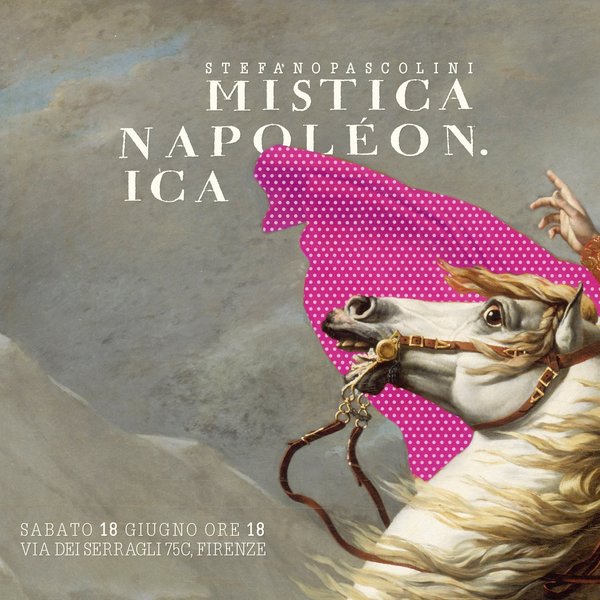 STEFANOPASCOLINI
MISTICA
NAPOLÉON.
ICA
SABATO 18 GIUGNO ORE 18
VIA DEI SERRAGLI 75C, FIRENZE